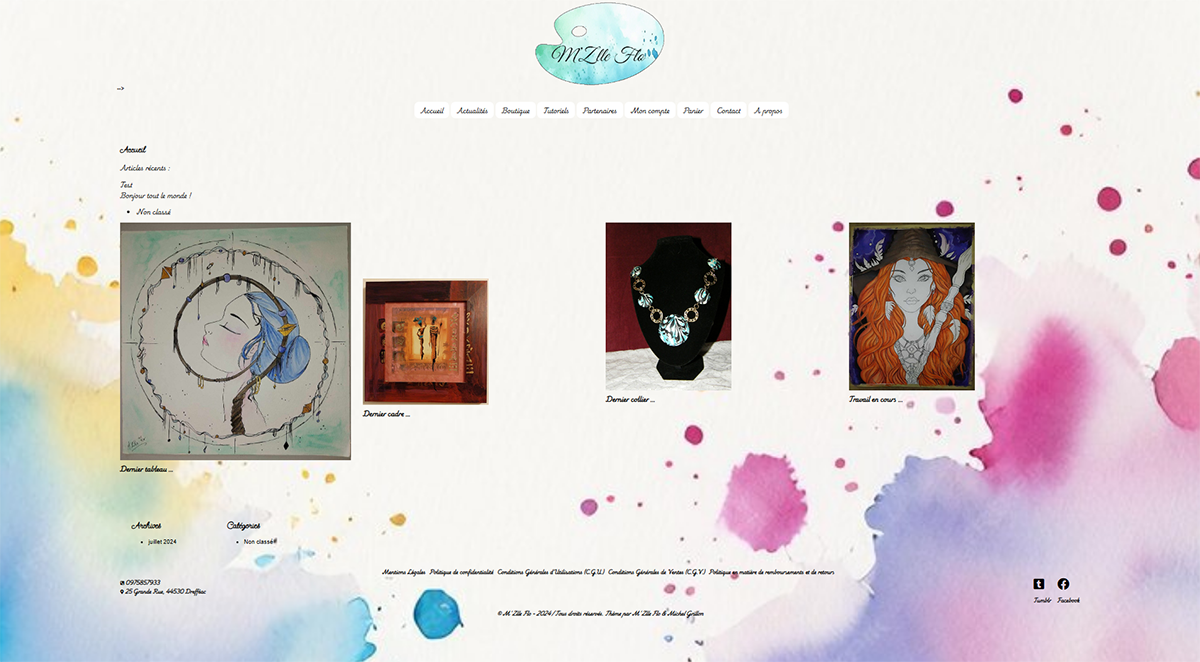 M'Zlle Flo
-->
Accueil Actualités Boutique Tutoriels Partenaires Mon compte Panier Contact A propos
Accueil
Articles récents :
Test
Bonjour tout le monde !
Non classé
Dernier tableau ...
Dernier cadre ...
Dernier collier ...
Travail en cours ...
Archives
juillet 2024
Catégories
Non classé
Mentions Légales Politique de confidentialité Conditions Générales d'Utilisations (C.G.U.) Conditions Générales de Ventes (C.G.V.) Politique en matière de remboursements et de retours
0975857933
25 Grande Rue, 44530 Drefféac
Tumblr Facebook
© M'Zlle Flo - 2024 / Tous droits réservés. Thème par M'Zlle Flo & Michel Grillon